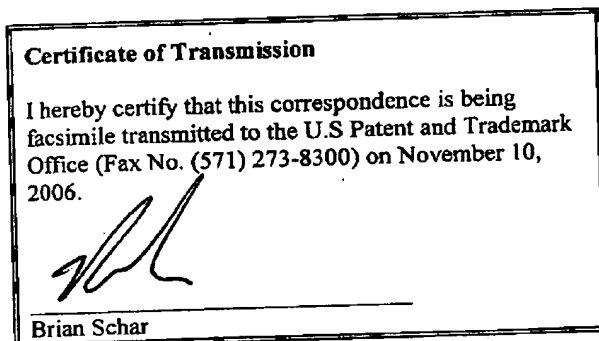 Certificate of Transmission
I hereby certify that this correspondence is being
facsimile transmitted to the U.S Patent and Trademark
Office (Fax No. (571) 273-8300) on November 10,
2006.
Brian Schar